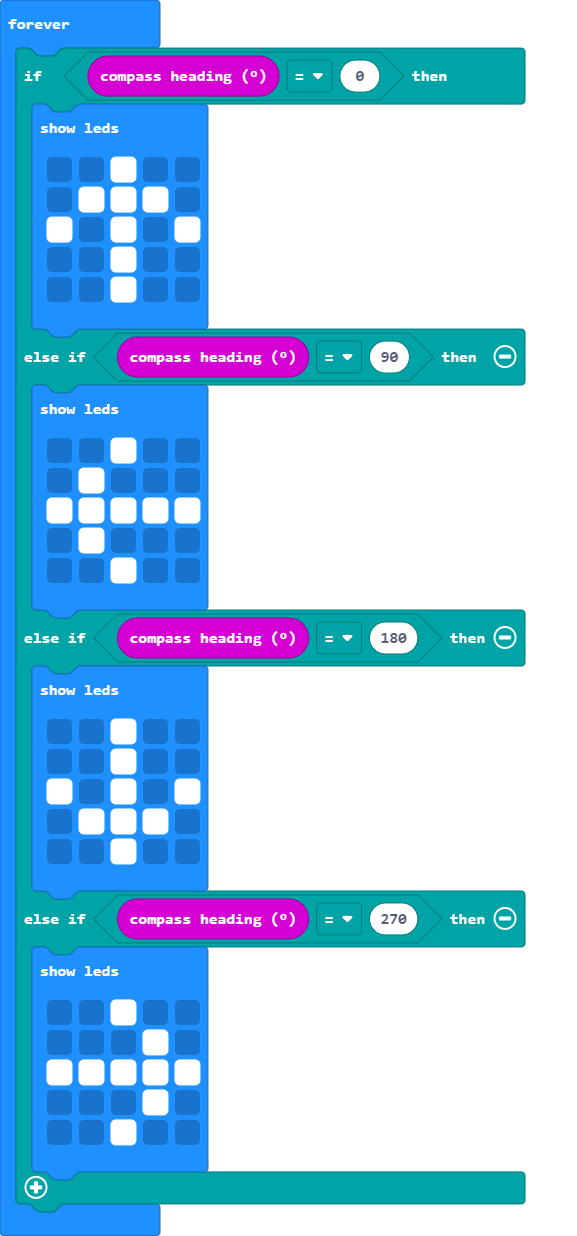 forever
if compass heading (º) = 0 then
show leds
else if compass heading (º) = 90 then
show leds
else if compass heading (º) = 180 then
show leds
else if compass heading (º) = 270 then
show leds